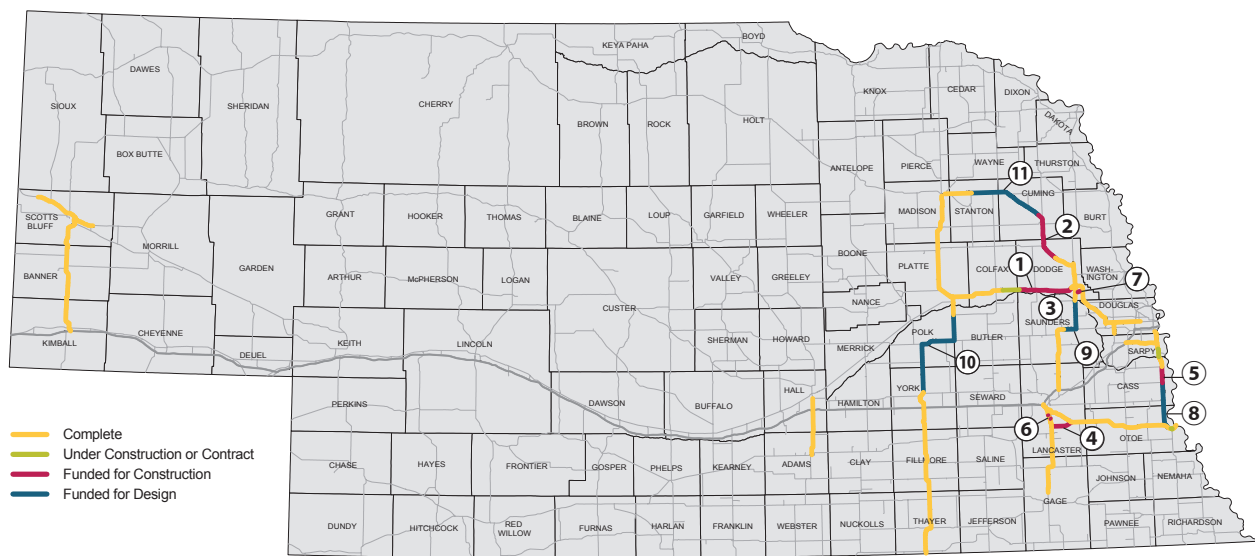 KEYA PAHA
BOYD
DAWES
SIOUX
SHERIDAN
CHERRY
BROWN
ROCK
HOLT
KNOX
CEDAR
DIXON
DAKOTA
BOX BUTTE
ANTELOPE
PIERCE
WAYNE
THURSTON
11
SCOTTS
BLUFF
MORRILL
GRANT
HOOKER
THOMAS
BLAINE
LOUP
GARFIELD
WHEELER
MADISON
STANTON
CUMING
BURT
2
BANNER
GARDEN
ARTHUR
McPHERSON
LOGAN
CUSTER
VALLEY
GREELEY
BOONE
PLATTE
COLFAX
1
DODGE
WASH-
INGTON
7
NANCE
3
DOUGLAS
KIMBALL
CHEYENNE
DEUEL
KEITH
LINCOLN
SHERMAN
HOWARD
MERRICK
POLK
BUTLER
SAUNDERS
SARPY
10
9
5
CASS
PERKINS
DAWSON
BUFFALO
HALL
HAMILTON
YORK
SEWARD
8
6
4
OTOE
LANCASTER
Complete
Under Construction or Contract
Funded for Construction
Funded for Design
CHASE
HAYES
FRONTIER
GOSPER
PHELPS
KEARNEY
ADAMS
CLAY
FILLMORE
SALINE
GAGE
JOHNSON
NEMAHA
DUNDY
HITCHCOCK
RED
WILLOW
FURNAS
HARLAN
FRANKLIN
WEBSTER
NUCKOLLS
THAYER
JEFFERSON
PAWNEE
RICHARDSON